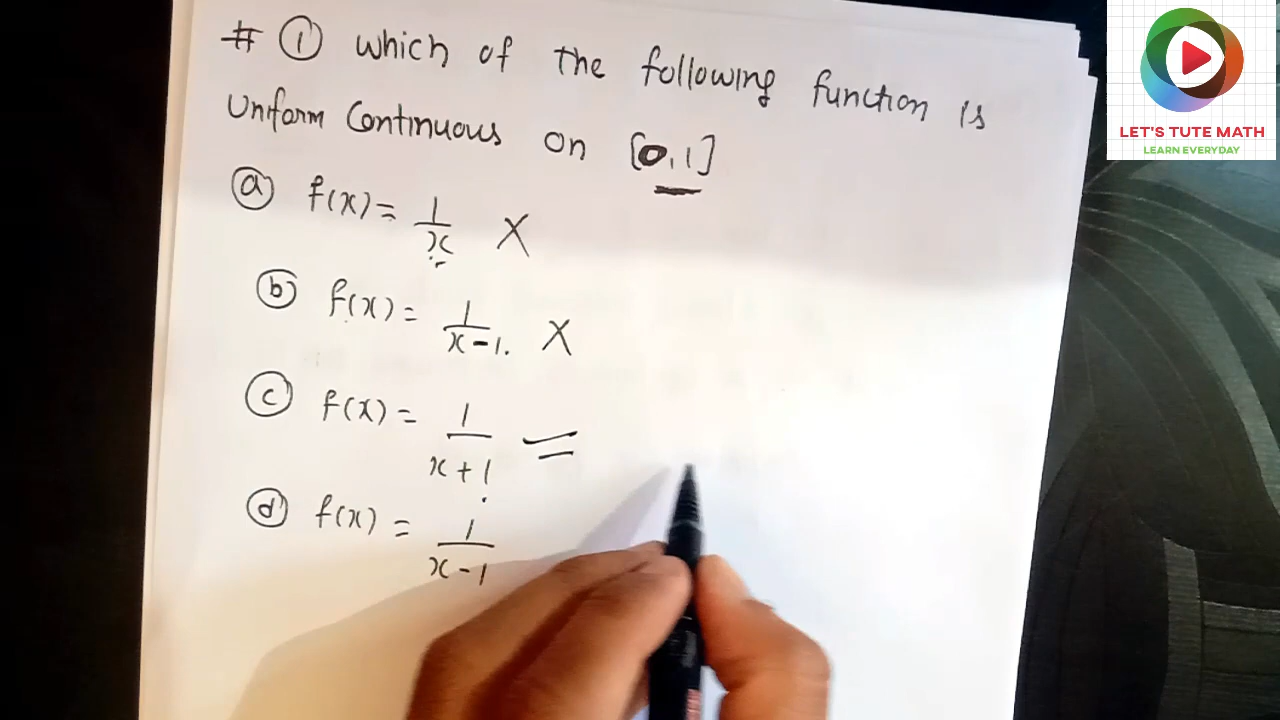 # ① Which of the following function is
Uniform Continuous on [0,1]
ⓐ f(x) = 1/x X
ⓑ f(x) = 1/x-1. X
ⓒ f(x) = 1/x+1
ⓓ f(x) = 1/x-1
LET'S TUTE MATH
LEARN EVERYDAY